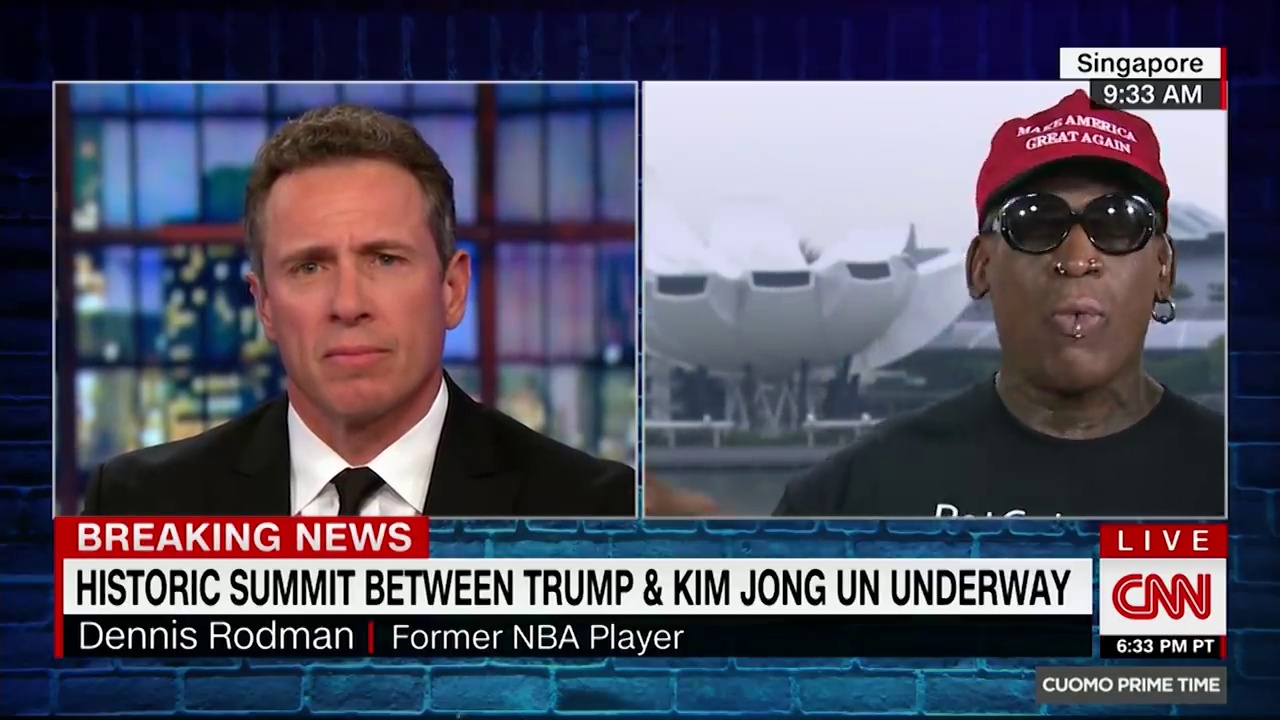 Singapore
9:33 AM
MAKE AMERICA
GREAT AGAIN
BREAKING NEWS
HISTORIC SUMMIT BETWEEN TRUMP & KIM JONG UN UNDERWAY
Dennis Rodman | Former NBA Player
LIVE
CNN
6:33 PM PT
CUOMO PRIME TIME